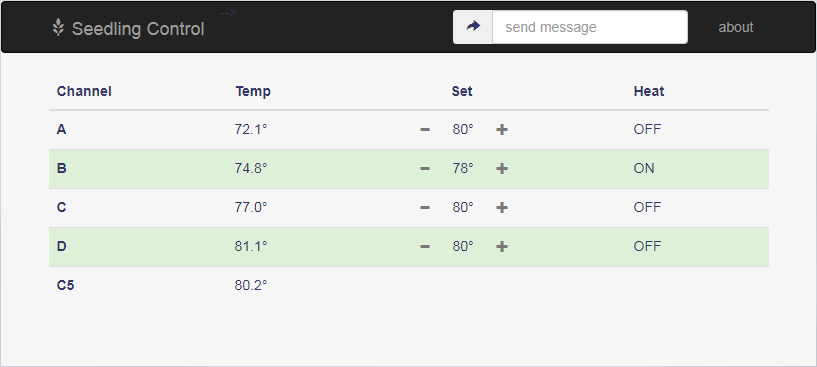 Seedling Control --> send message about
Channel Temp Set Heat
A 72.1° − 80° + OFF
B 74.8° − 78° + ON
C 77.0° − 80° + OFF
D 81.1° − 80° + OFF
C5 80.2°